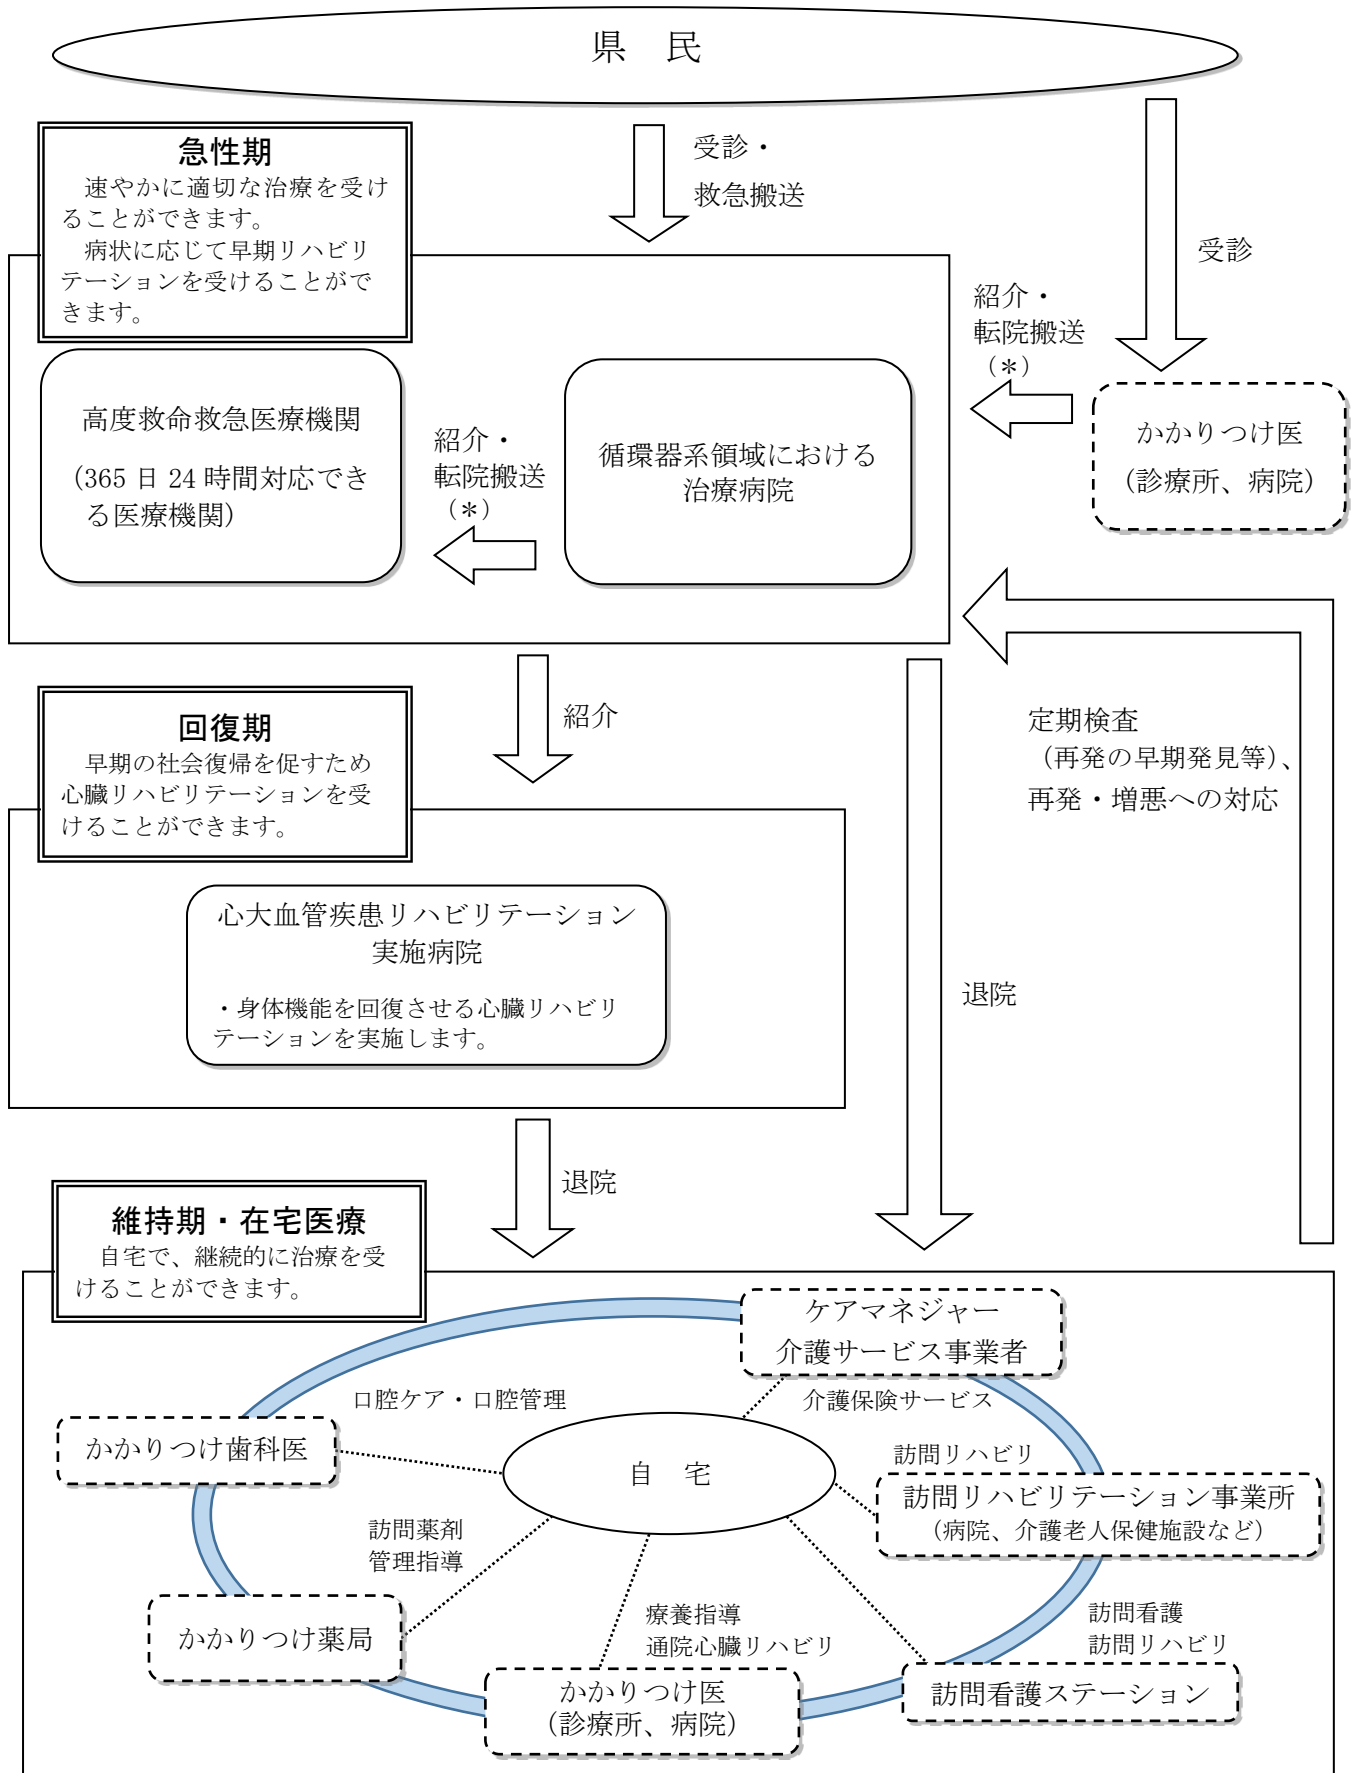 県　民
急性期
　速やかに適切な治療を受け
ることができます。
　病状に応じて早期リハビリ
テーションを受けることがで
きます。
受診・
救急搬送
受診
紹介・
転院搬送
（＊）
高度救命救急医療機関
（365 日 24 時間対応でき
る医療機関）
紹介・
転院搬送
（＊）
循環器系領域における
治療病院
かかりつけ医
（診療所、病院）
回復期
　早期の社会復帰を促すため
心臓リハビリテーションを受
けることができます。
紹介
定期検査
（再発の早期発見等）、
再発・増悪への対応
心大血管疾患リハビリテーション
実施病院
・身体機能を回復させる心臓リハビリ
テーションを実施します。
退院
退院
維持期・在宅医療
　自宅で、継続的に治療を受
けることができます。
ケアマネジャー
介護サービス事業者
口腔ケア・口腔管理
介護保険サービス
かかりつけ歯科医
自　宅
訪問リハビリ
訪問リハビリテーション事業所
（病院、介護老人保健施設など）
訪問薬剤
管理指導
かかりつけ薬局
療養指導
通院心臓リハビリ
訪問看護
訪問リハビリ
かかりつけ医
（診療所、病院）
訪問看護ステーション